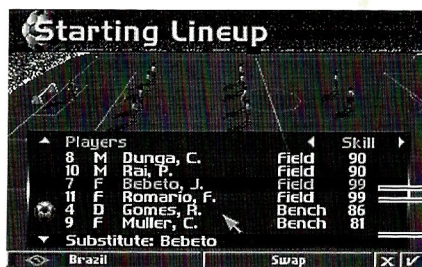 Starting Lineup
Players Skill
8 M Dunga, C. Field 90
10 M Rai, P. Field 90
7 F Bebeto, J. Field 99
11 F Romario, F. Field 99
4 D Gomes, R. Bench 86
9 F Muller, C. Bench 81
Substitute: Bebeto
Brazil Swap